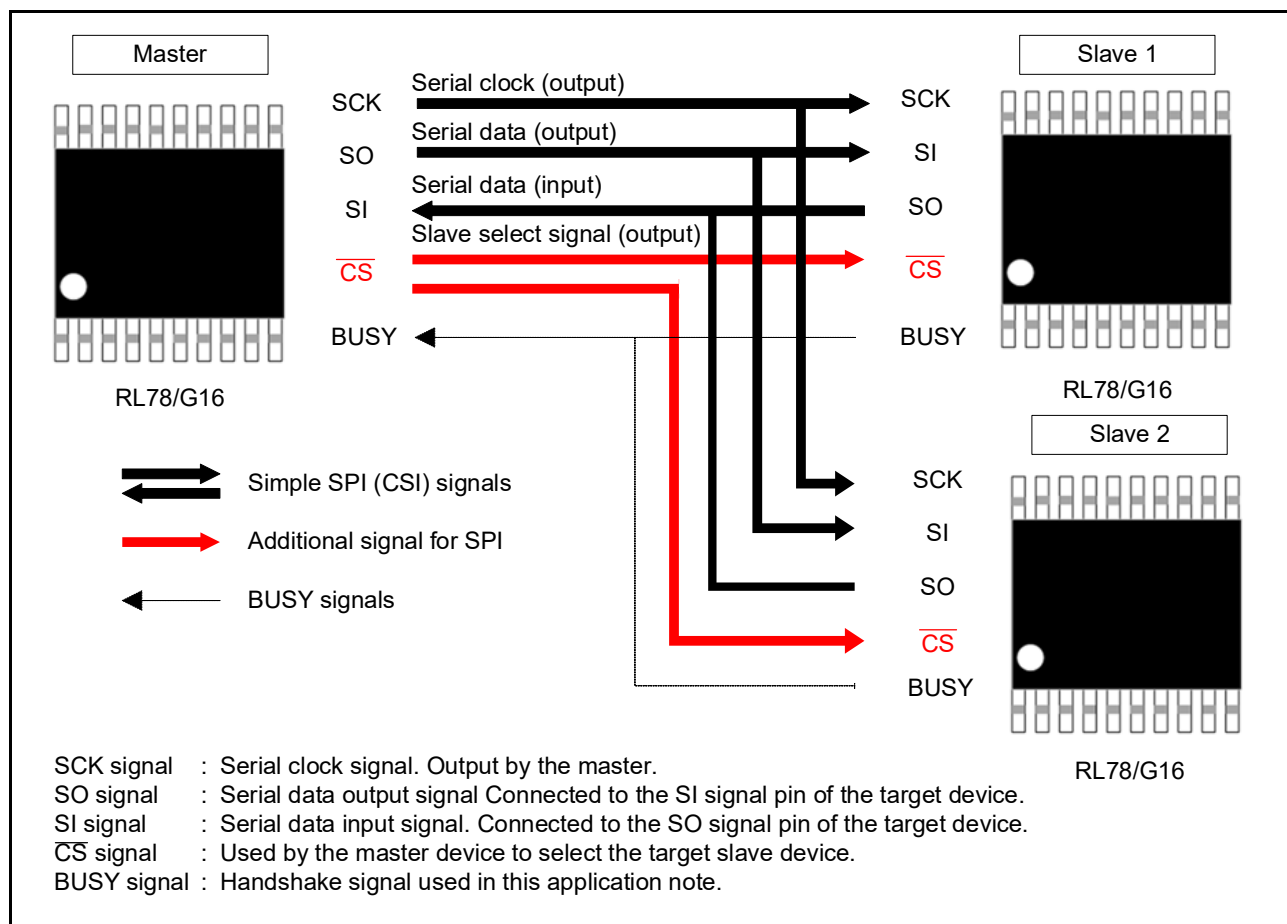 Master
Slave 1
Serial clock (output)
SCK
SCK
Serial data (output)
SO
SI
Serial data (input)
SI
SO
Slave select signal (output)
CS
CS
BUSY
BUSY
RL78/G16
RL78/G16
Slave 2
Simple SPI (CSI) signals
SCK
Additional signal for SPI
SI
BUSY signals
SO
CS
BUSY
RL78/G16
SCK signal : Serial clock signal. Output by the master.
SO signal : Serial data output signal Connected to the SI signal pin of the target device.
SI signal : Serial data input signal. Connected to the SO signal pin of the target device.
CS signal : Used by the master device to select the target slave device.
BUSY signal : Handshake signal used in this application note.